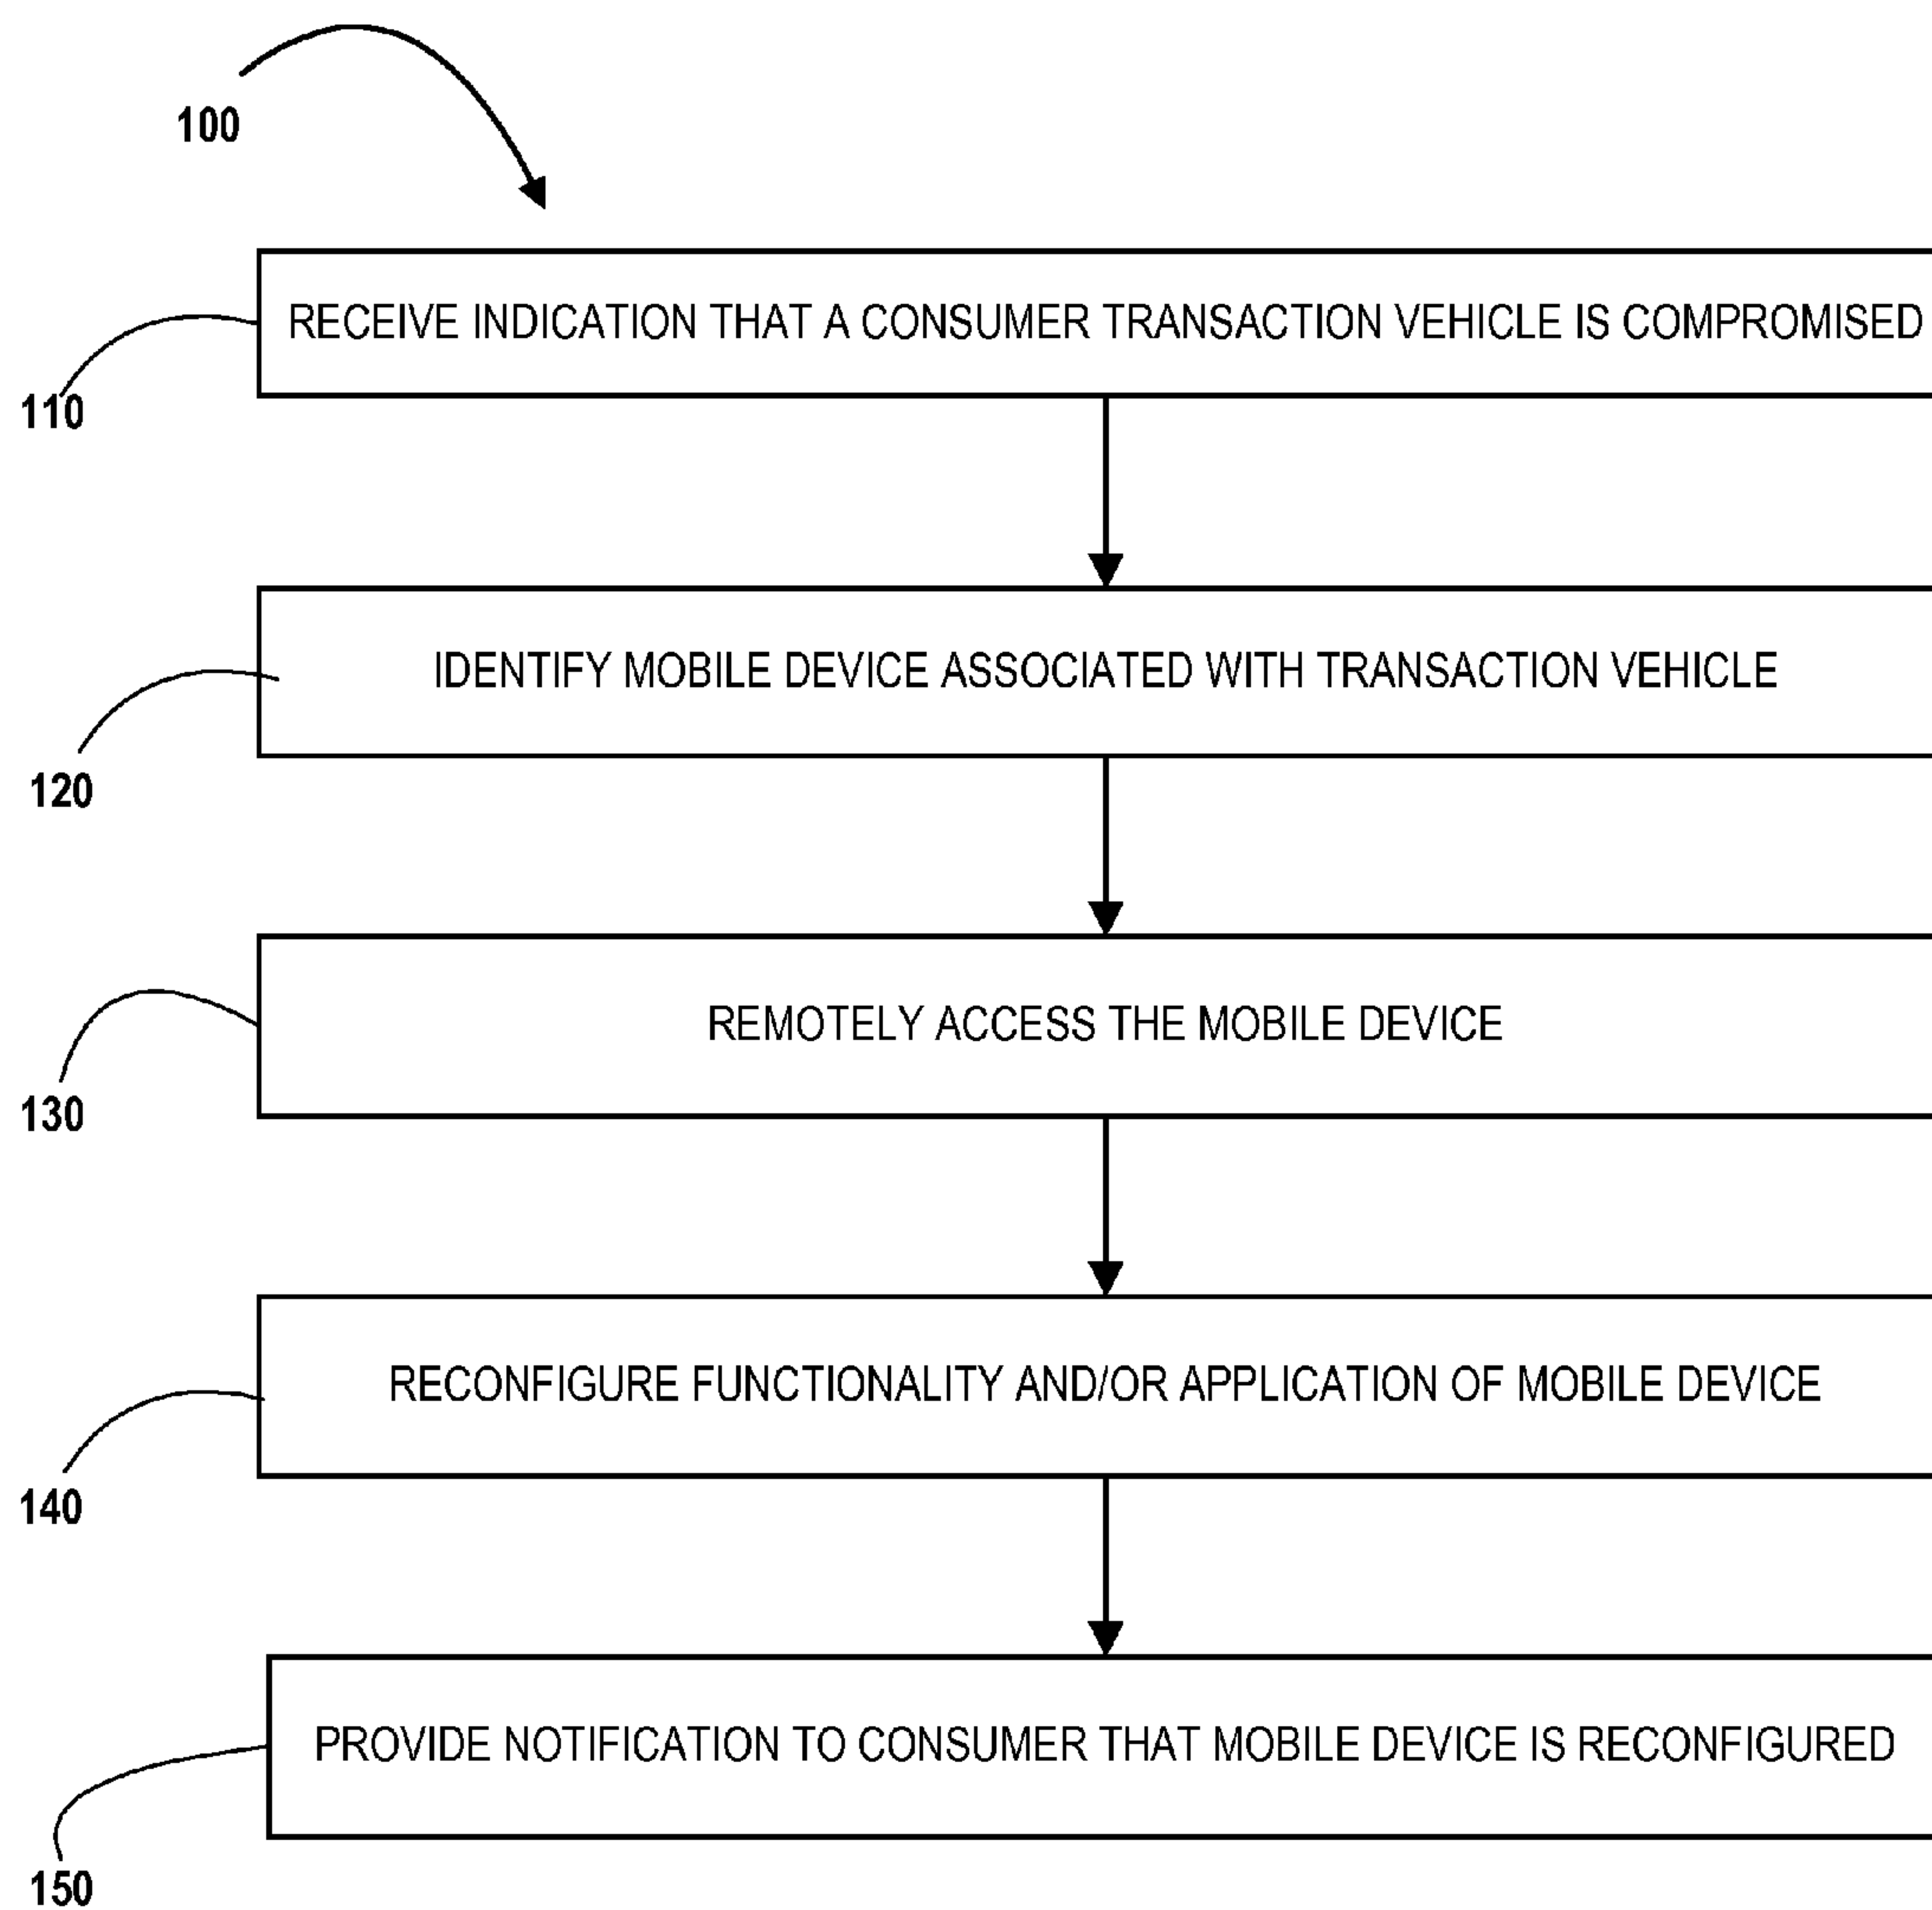 100
RECEIVE INDICATION THAT A CONSUMER TRANSACTION VEHICLE IS COMPROMISED
110
IDENTIFY MOBILE DEVICE ASSOCIATED WITH TRANSACTION VEHICLE
120
REMOTELY ACCESS THE MOBILE DEVICE
130
RECONFIGURE FUNCTIONALITY AND/OR APPLICATION OF MOBILE DEVICE
140
PROVIDE NOTIFICATION TO CONSUMER THAT MOBILE DEVICE IS RECONFIGURED
150